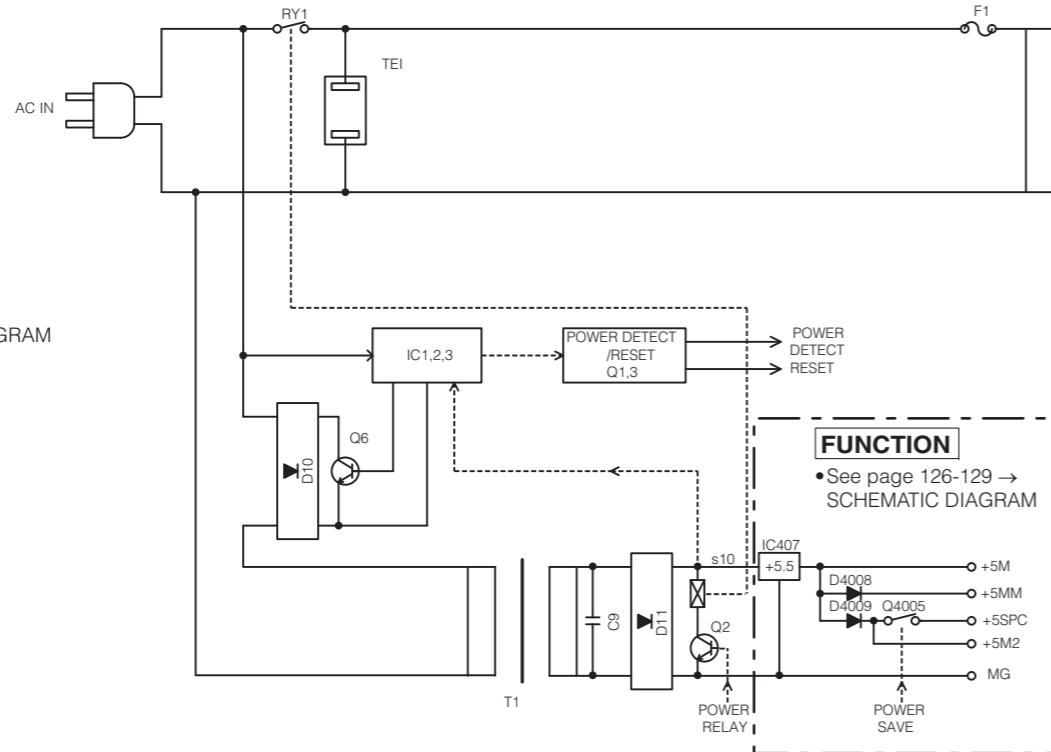 RY1
F1
TEI
AC IN
GRAM
IC1,2,3
POWER DETECT
/RESET
Q1,3
POWER
DETECT
RESET
Q6
D10
FUNCTION
•See page 126-129 →
SCHEMATIC DIAGRAM
s10
IC407
+5.5
+5M
D4008
+5MM
D4009
Q4005
+5SPC
+5M2
C9
D11
Q2
MG
T1
POWER
RELAY
POWER
SAVE